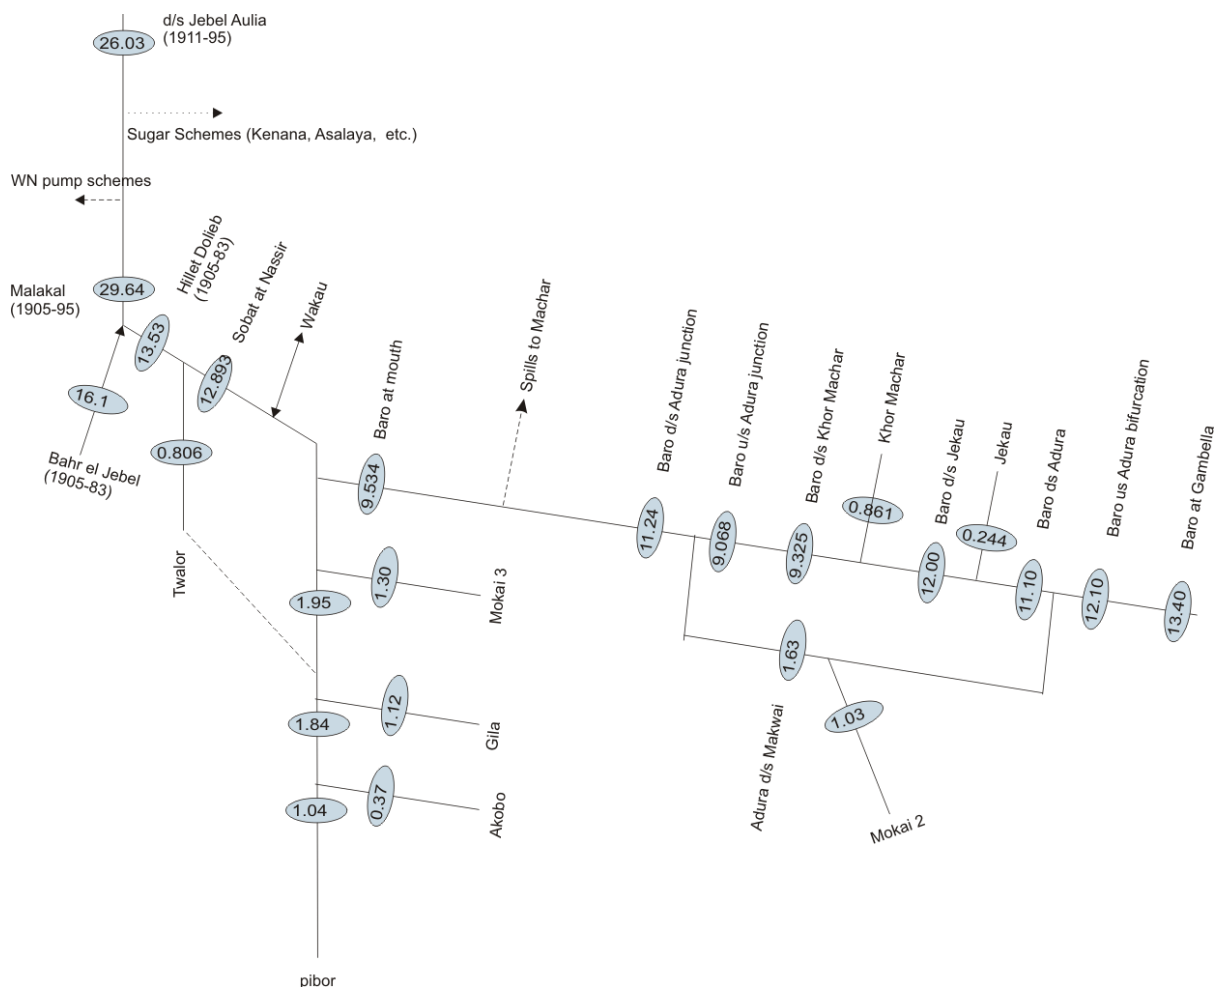 d/s Jebel Aulia
(1911-95)
26.03
Sugar Schemes (Kenana, Asalaya, etc.)
WN pump schemes
Malakal
(1905-95)
29.64
Hillet Dolieb
(1905-83)
13.53
Sobat at Nassir
12.893
Wakau
16.1
Bahr el Jebel
(1905-83)
0.806
Twalor
Baro at mouth
9.534
Spills to Machar
Baro d/s Adura junction
11.24
Baro u/s Adura junction
9.068
Baro d/s Khor Machar
9.325
Khor Machar
0.861
Baro d/s Jekau
12.00
Jekau
0.244
Baro ds Adura
11.10
Baro us Adura bifurcation
12.10
Baro at Gambella
13.40
1.30
Mokai 3
1.95
1.63
Adura d/s Makwai
1.03
Mokai 2
1.12
Gila
1.84
0.37
Akobo
1.04
pibor